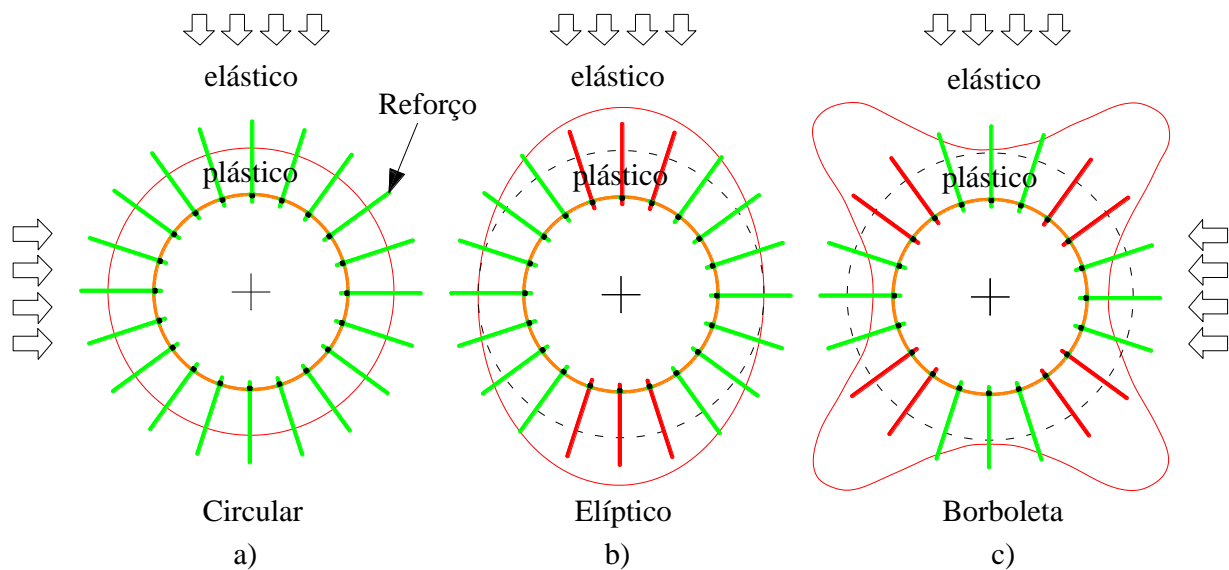 elástico
elástico
elástico
Reforço
plástico
plástico
plástico
Circular
Elíptico
Borboleta
a)
b)
c)